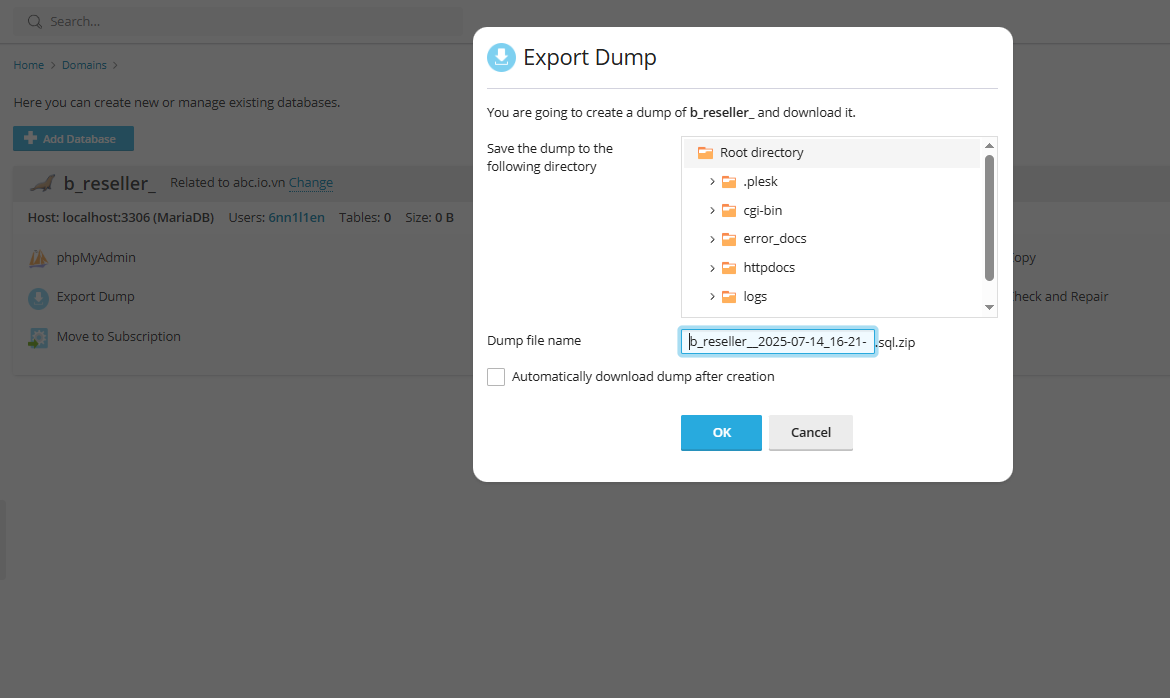 Search...
Home > Domains >
Here you can create new or manage existing databases.
Add Database
b_reseller_ Related to abc.io.vn Change
Host: localhost:3306 (MariaDB) Users: 6nn1l1en Tables: 0 Size: 0 B
phpMyAdmin
Export Dump
Move to Subscription
opy
heck and Repair
Export Dump
You are going to create a dump of b_reseller_ and download it.
Save the dump to the
following directory
Root directory
.plesk
cgi-bin
error_docs
httpdocs
logs
Dump file name
b_reseller__2025-07-14_16-21-
.sql.zip
Automatically download dump after creation
OK
Cancel